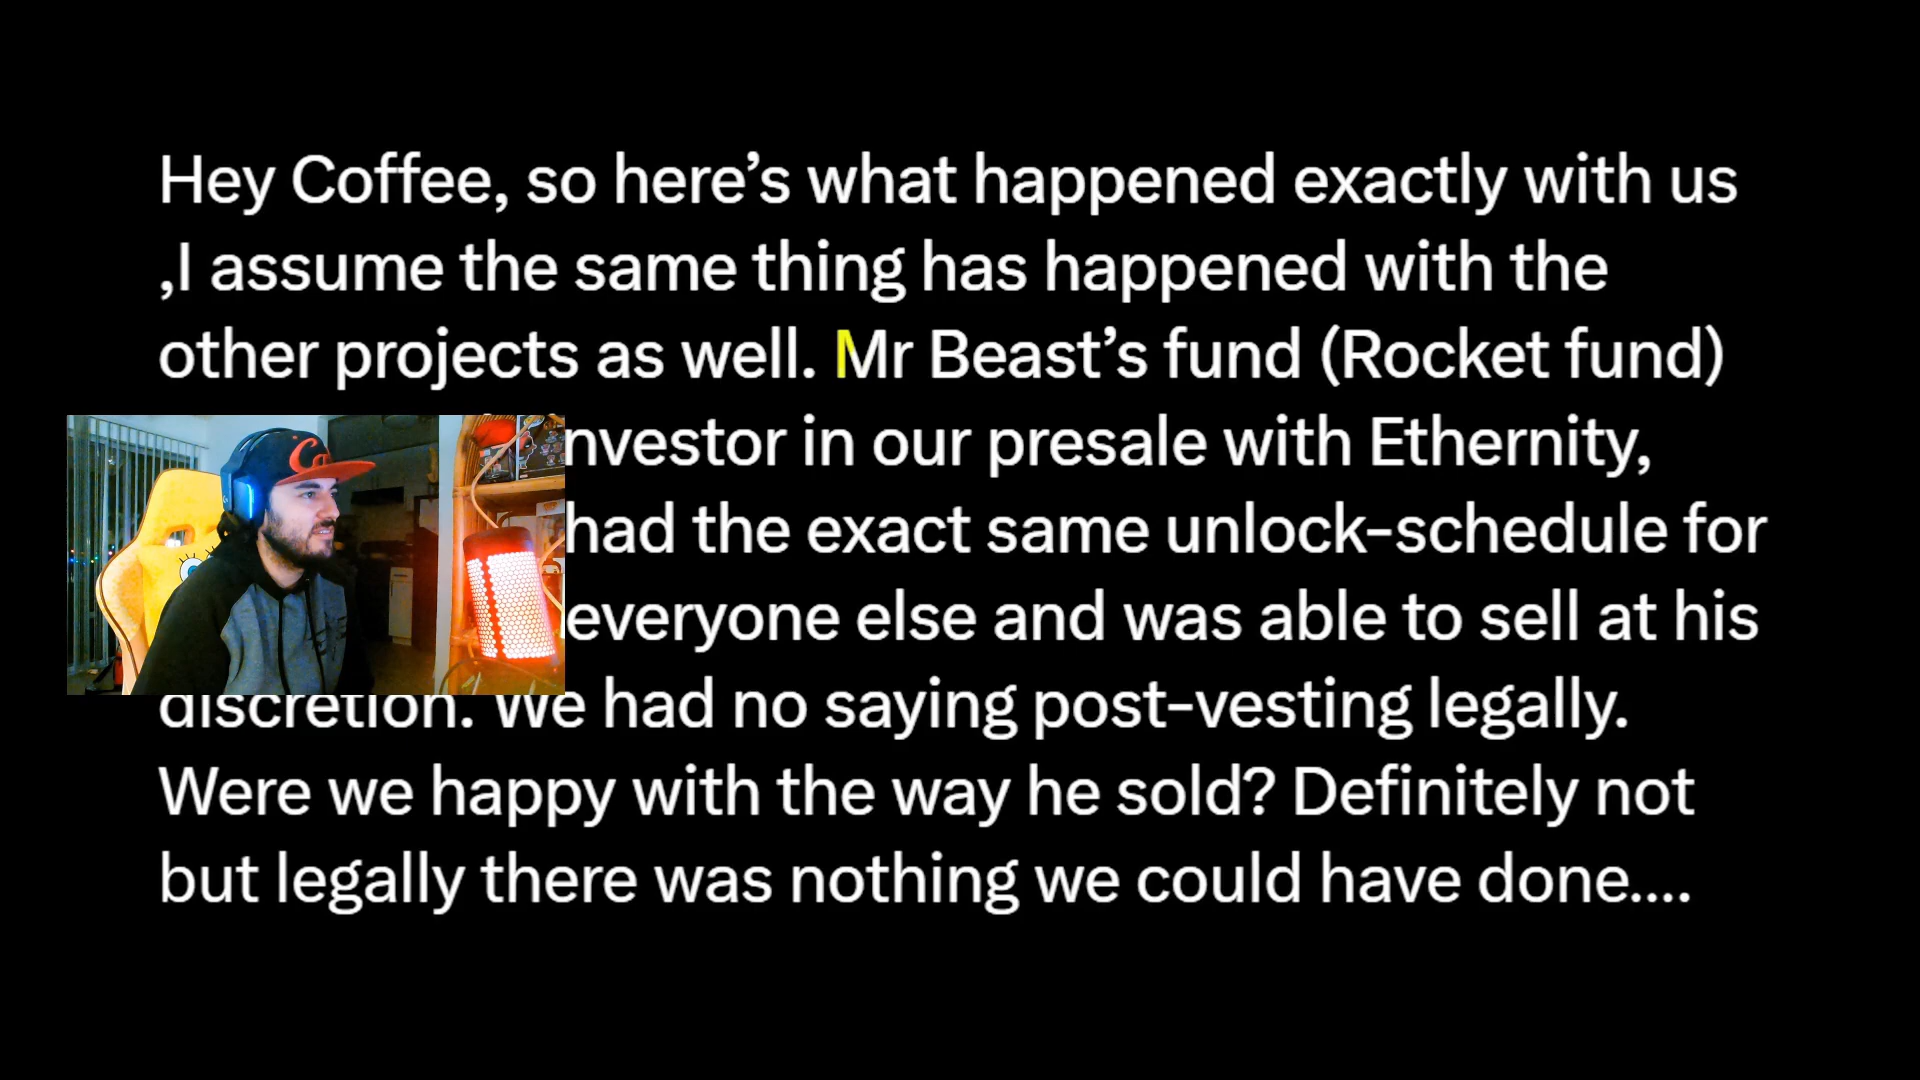 Hey Coffee, so here’s what happened exactly with us
,I assume the same thing has happened with the
other projects as well. Mr Beast’s fund (Rocket fund)
in our presale with Ethernity,
had the exact same unlock-schedule for
everyone else and was able to sell at his
discretion. We had no saying post-vesting legally.
Were we happy with the way he sold? Definitely not
but legally there was nothing we could have done....